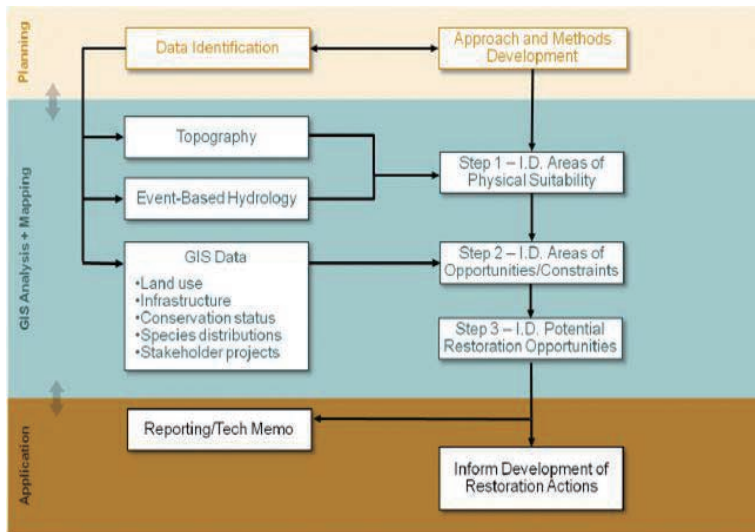 Planning
Data Identification
Approach and Methods
Development
GIS Analysis + Mapping
Topography
Event-Based Hydrology
Step 1 – I.D. Areas of
Physical Suitability
GIS Data
•Land use
•Infrastructure
•Conservation status
•Species distributions
•Stakeholder projects
Step 2 – I.D. Areas of
Opportunities/Constraints
Step 3 – I.D. Potential
Restoration Opportunities
Application
Reporting/Tech Memo
Inform Development of
Restoration Actions